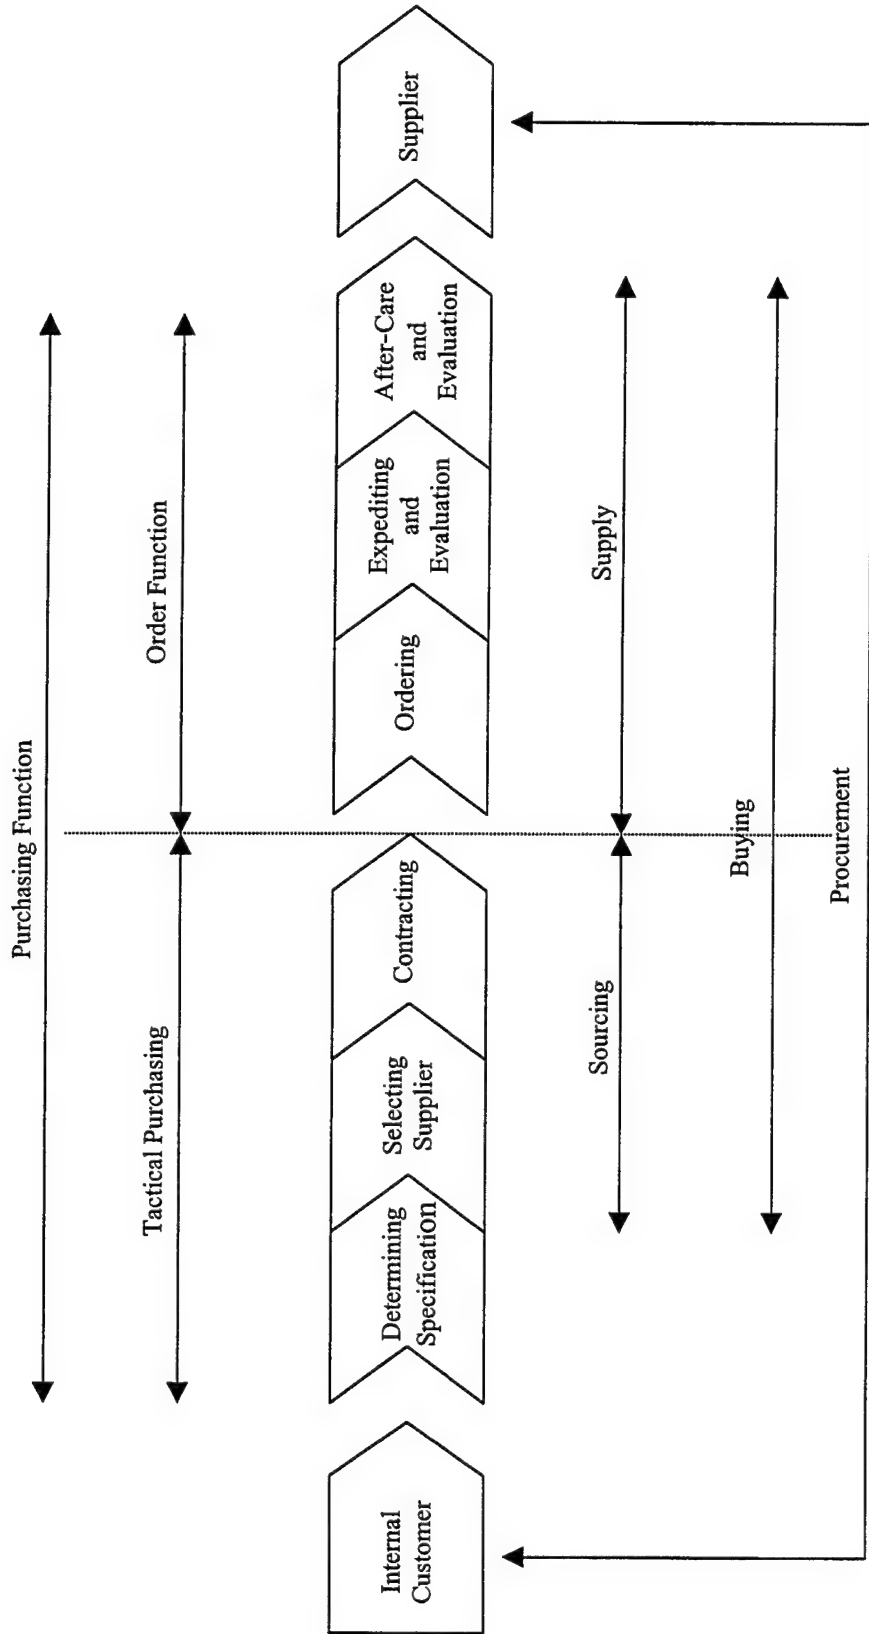 Purchasing Function
Tactical Purchasing
Order Function
Internal
Customer
Determining
Specification
Selecting
Supplier
Contracting
Ordering
Expediting
and
Evaluation
After-Care
and
Evaluation
Supplier
Sourcing
Supply
Buying
Procurement